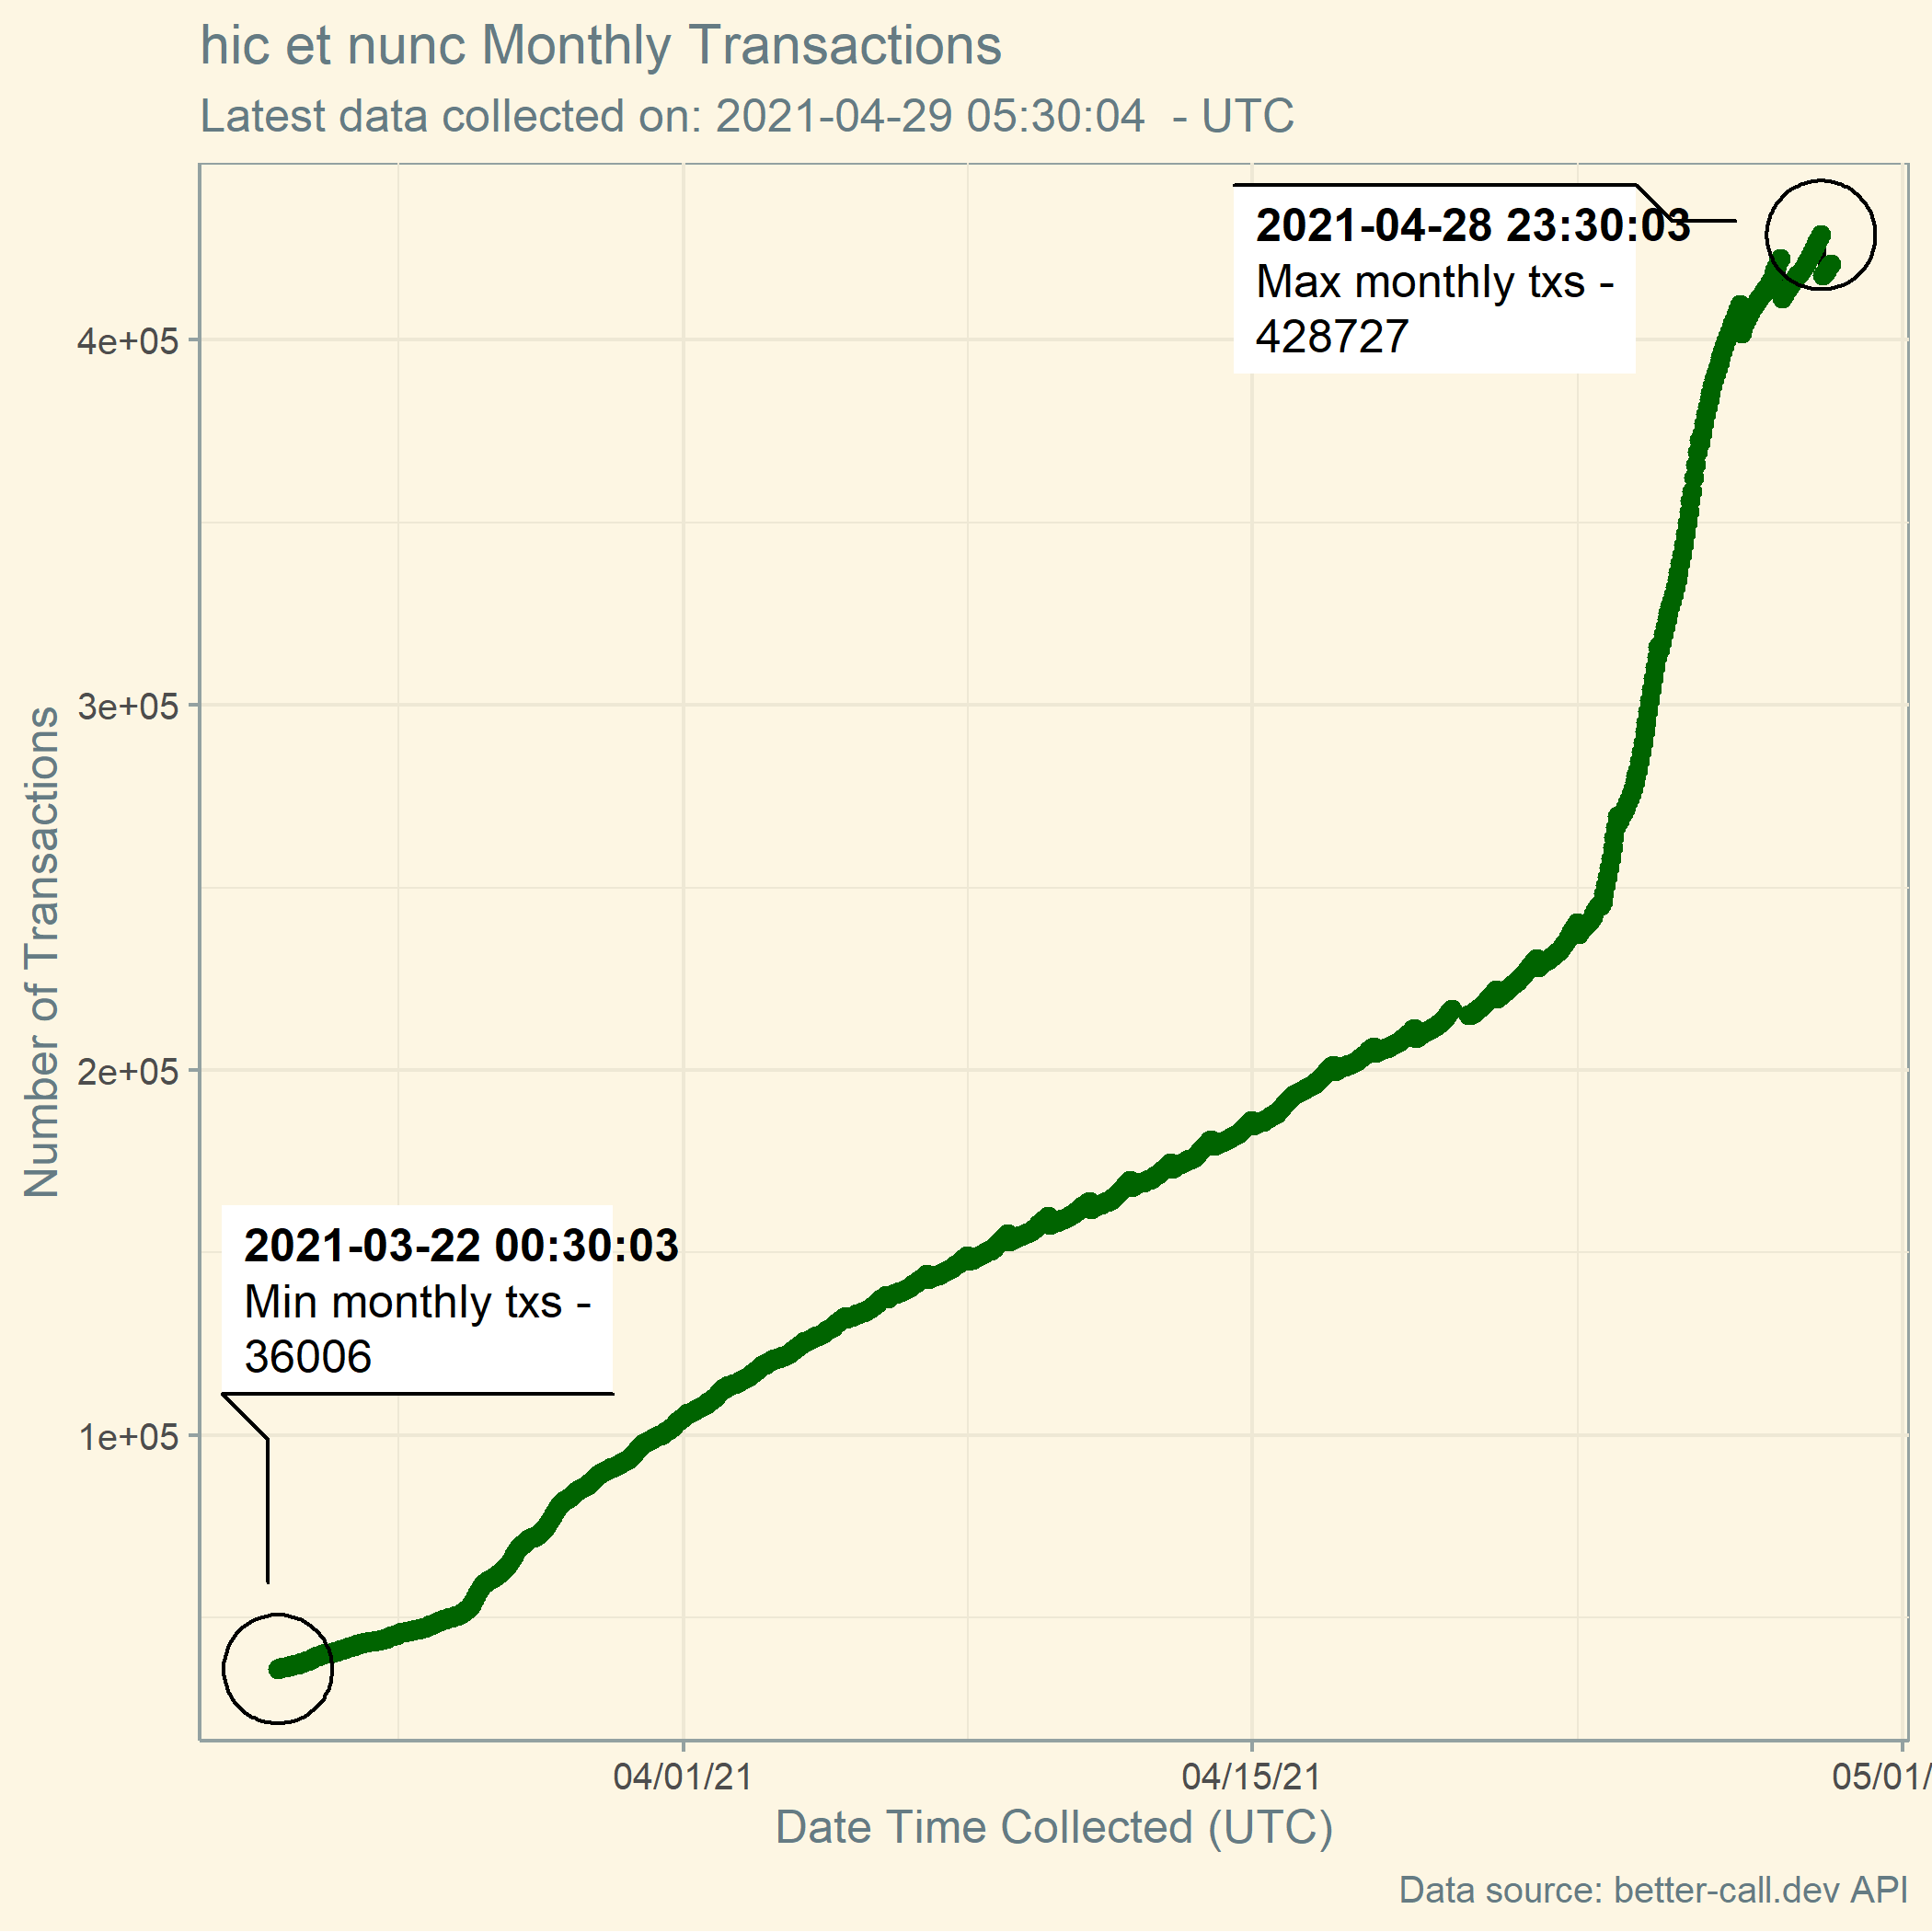 hic et nunc Monthly Transactions
Latest data collected on: 2021-04-29 05:30:04  - UTC
2021-04-28 23:30:03
Max monthly txs -
428727
4e+05
3e+05
2e+05
1e+05
Number of Transactions
2021-03-22 00:30:03
Min monthly txs -
36006
04/01/21
04/15/21
05/01/
Date Time Collected (UTC)
Data source: better-call.dev API